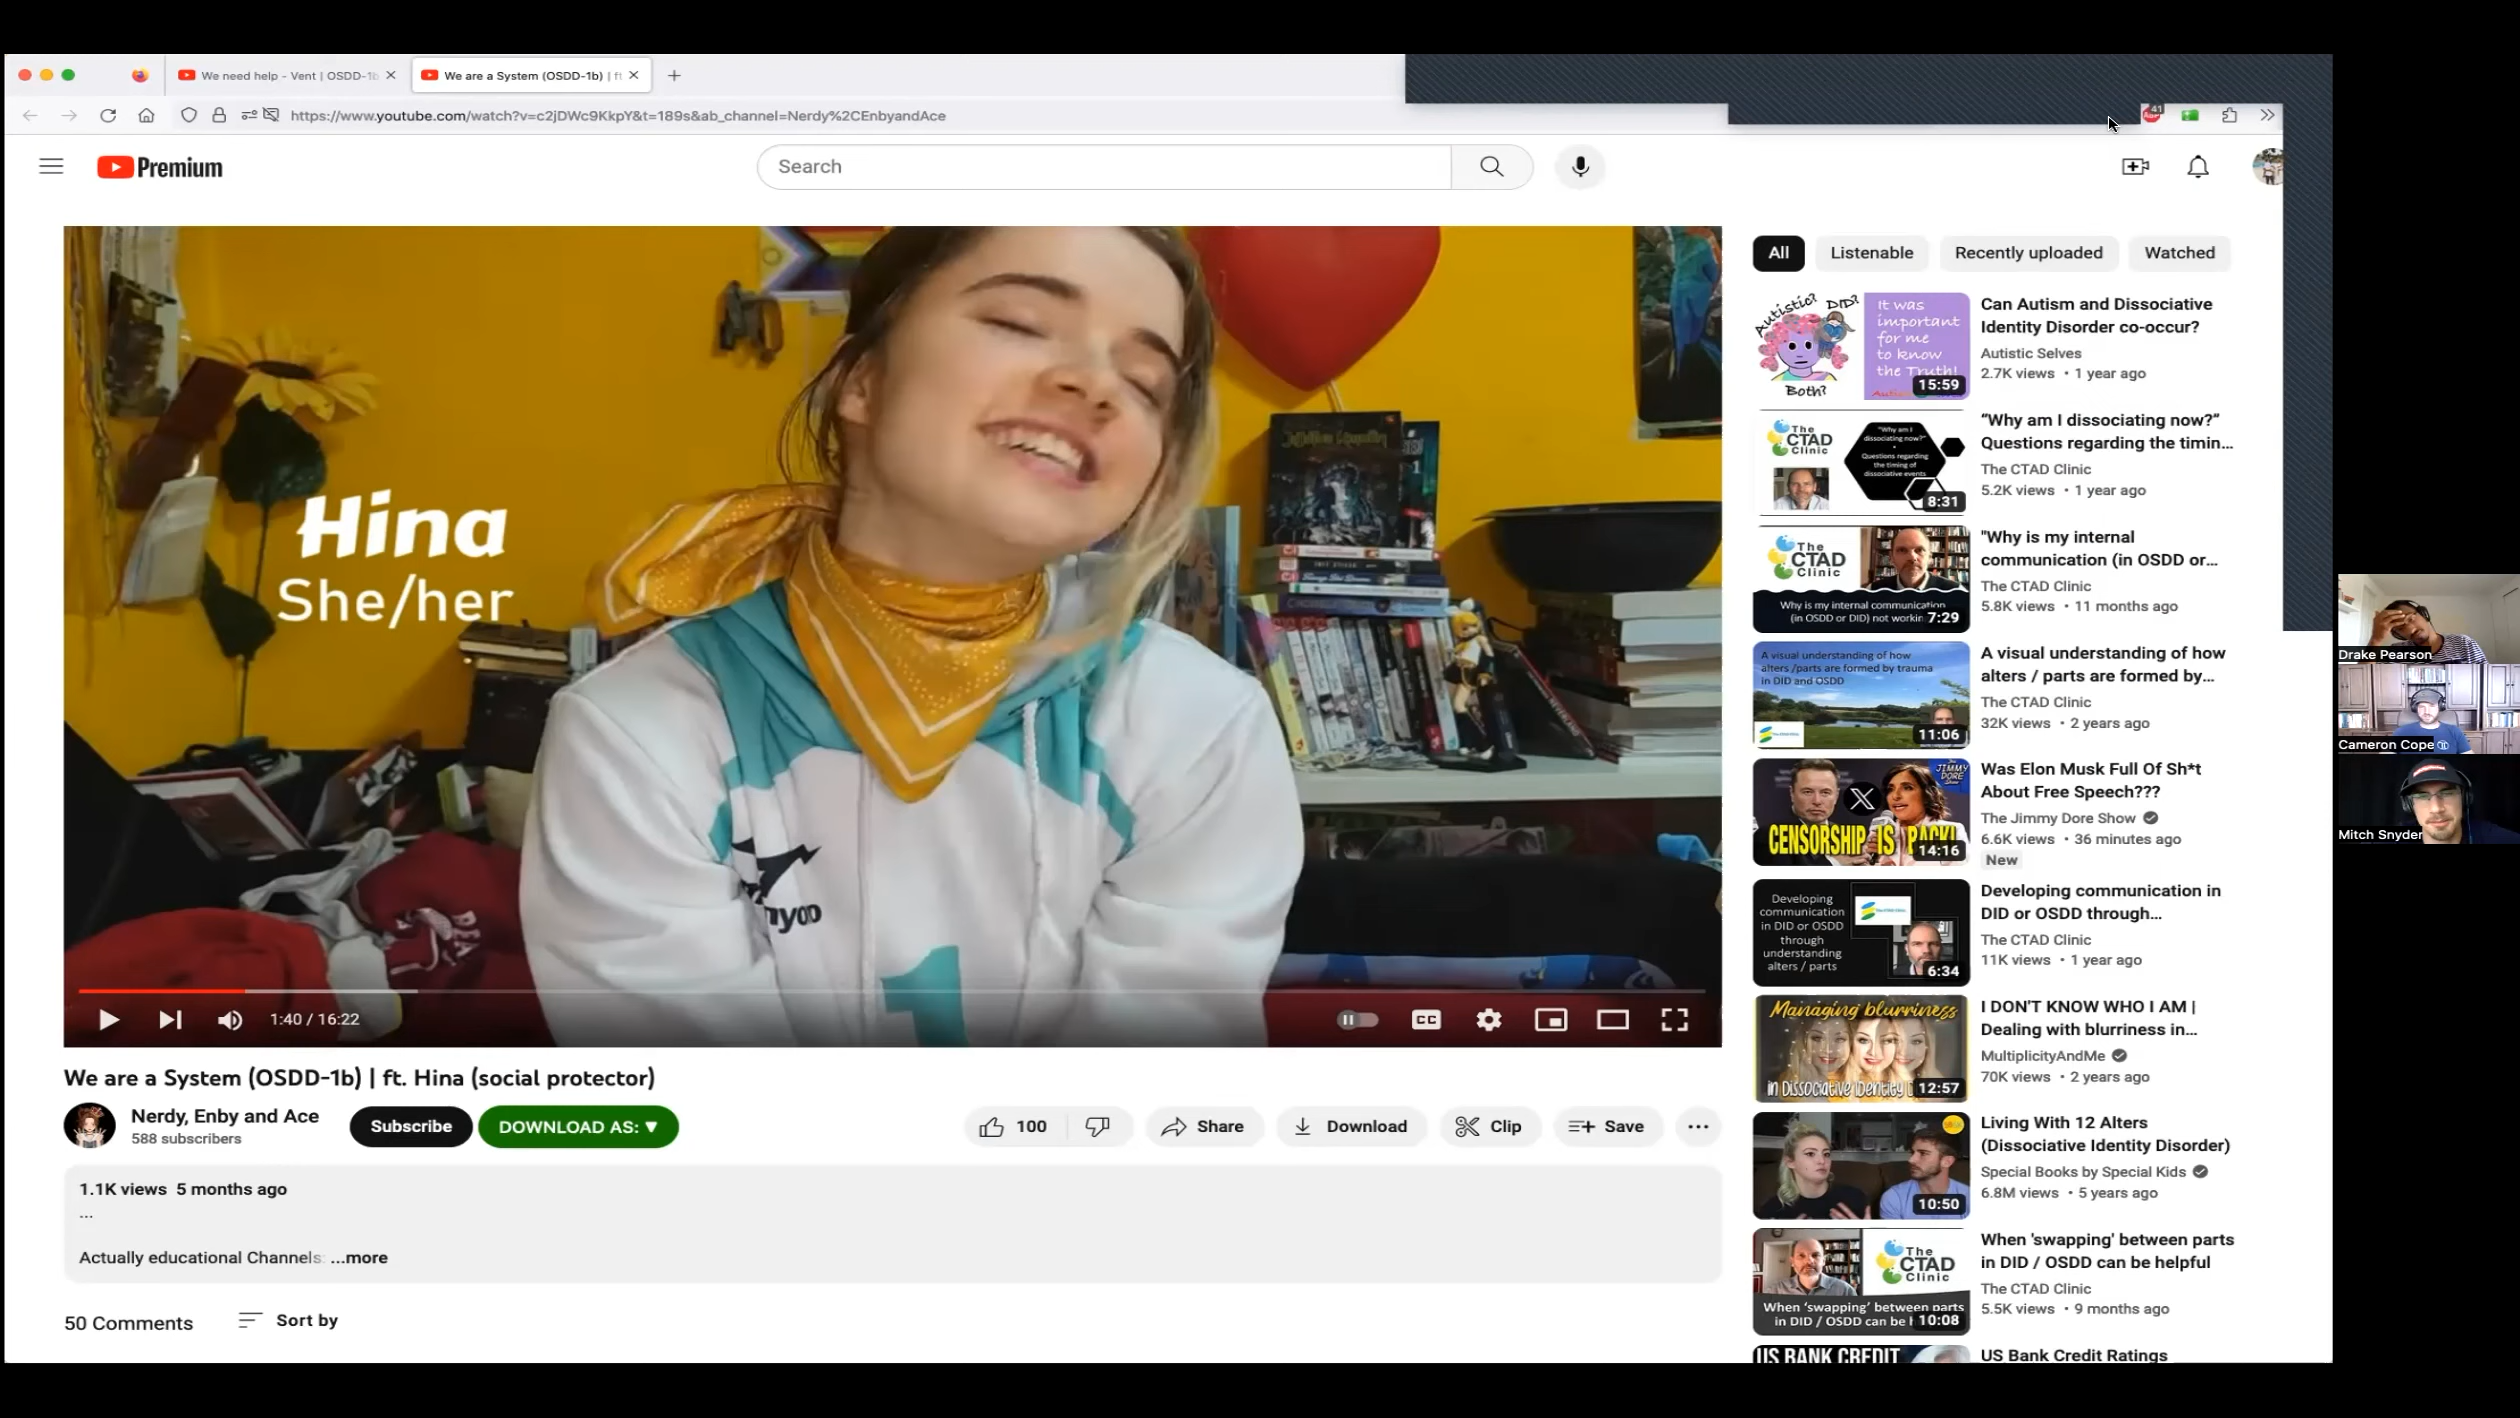 We need help - Vent | OSDD-1b
We are a System (OSDD-1b) | ft
https://www.youtube.com/watch?v=c2jDWc9KkpY&t=189s&ab_channel=Nerdy%2CEnbyandAce
41
Premium
Search
Hina
She/her
1:40 / 16:22
CC
We are a System (OSDD-1b) | ft. Hina (social protector)
Nerdy, Enby and Ace
588 subscribers
Subscribe
DOWNLOAD AS: ▼
100
Share
Download
Clip
Save
1.1K views 5 months ago
...
Actually educational Channels: ...more
50 Comments
Sort by
All
Listenable
Recently uploaded
Watched
Autistic? DID?
Both?
It was
important
for me
to know
the Truth!
15:59
Can Autism and Dissociative
Identity Disorder co-occur?
Autistic Selves
2.7K views • 1 year ago
The
CTAD
Clinic
"Why am I
dissociating now?"
Questions regarding
the timing of
dissociative events
8:31
“Why am I dissociating now?”
Questions regarding the timin...
The CTAD Clinic
5.2K views • 1 year ago
The
CTAD
Clinic
Why is my internal communication
(in OSDD or DID) not workin
7:29
"Why is my internal
communication (in OSDD or...
The CTAD Clinic
5.8K views • 11 months ago
A visual understanding of how
alters /parts are formed by trauma
in DID and OSDD
11:06
A visual understanding of how
alters / parts are formed by...
The CTAD Clinic
32K views • 2 years ago
JIMMY
DORE
X
CENSORSHIP IS BACK!
14:16
Was Elon Musk Full Of Sh*t
About Free Speech???
The Jimmy Dore Show
6.6K views • 36 minutes ago
New
Developing
communication
in DID or OSDD
through
understanding
alters / parts
6:34
Developing communication in
DID or OSDD through...
The CTAD Clinic
11K views • 1 year ago
Managing blurriness
in Dissociative Identity D
12:57
I DON'T KNOW WHO I AM |
Dealing with blurriness in...
MultiplicityAndMe
70K views • 2 years ago
10:50
Living With 12 Alters
(Dissociative Identity Disorder)
Special Books by Special Kids
6.8M views • 5 years ago
The
CTAD
Clinic
When 'swapping' between parts
in DID / OSDD can be h
10:08
When 'swapping' between parts
in DID / OSDD can be helpful
The CTAD Clinic
5.5K views • 9 months ago
US BANK CREDIT
US Bank Credit Ratings
Drake Pearson
Cameron Cope
Mitch Snyder